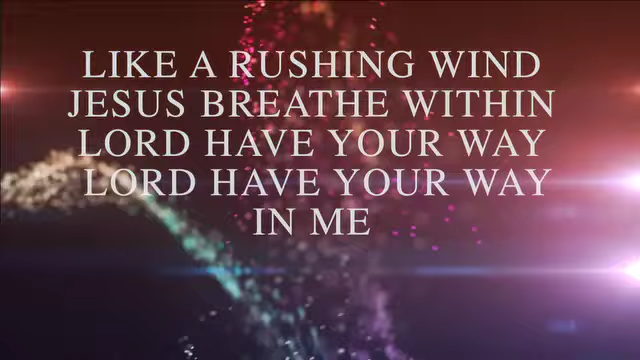 LIKE A RUSHING WIND
JESUS BREATHE WITHIN
LORD HAVE YOUR WAY
LORD HAVE YOUR WAY
IN ME